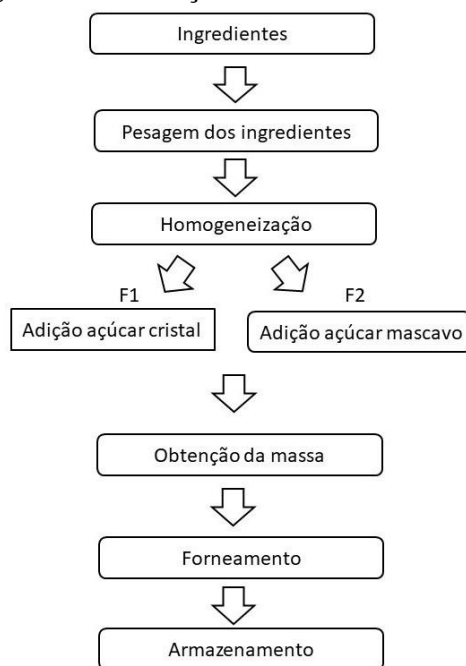 Ingredientes
Pesagem dos ingredientes
Homogeneização
F1
F2
Adição açúcar cristal
Adição açúcar mascavo
Obtenção da massa
Forneamento
Armazenamento